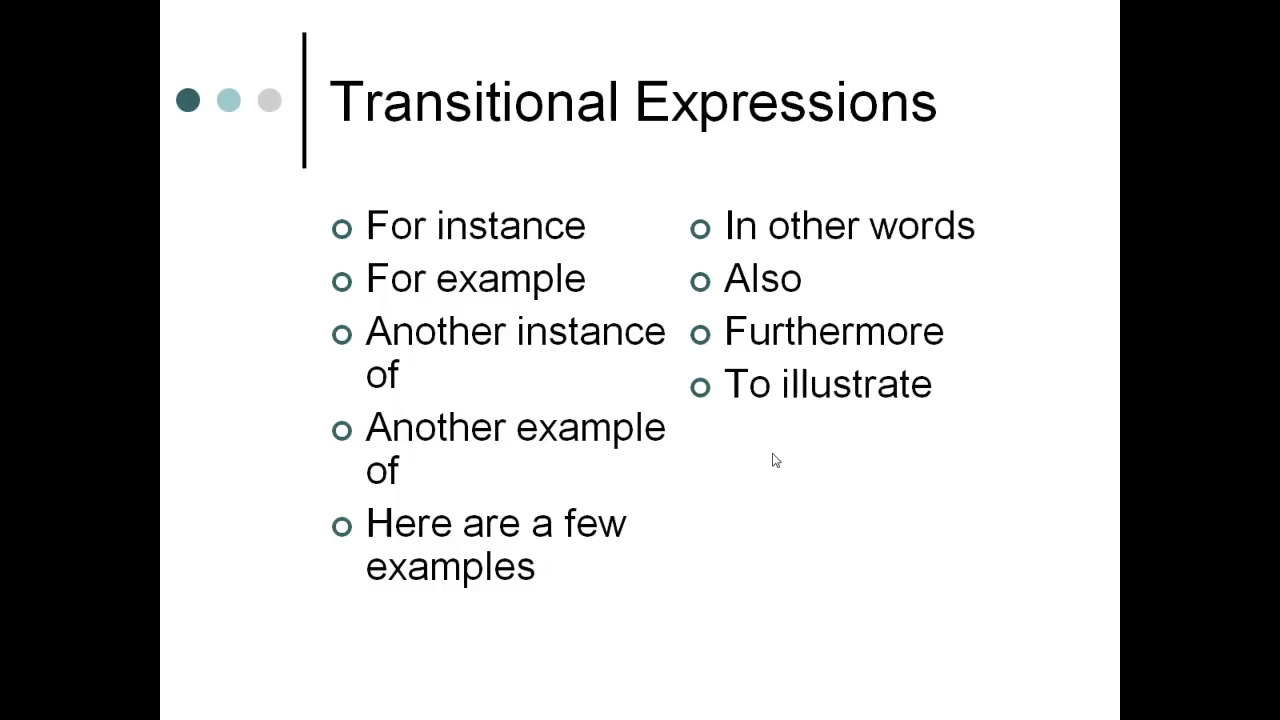 Transitional Expressions
For instance
For example
Another instance
of
Another example
of
Here are a few
examples
In other words
Also
Furthermore
To illustrate